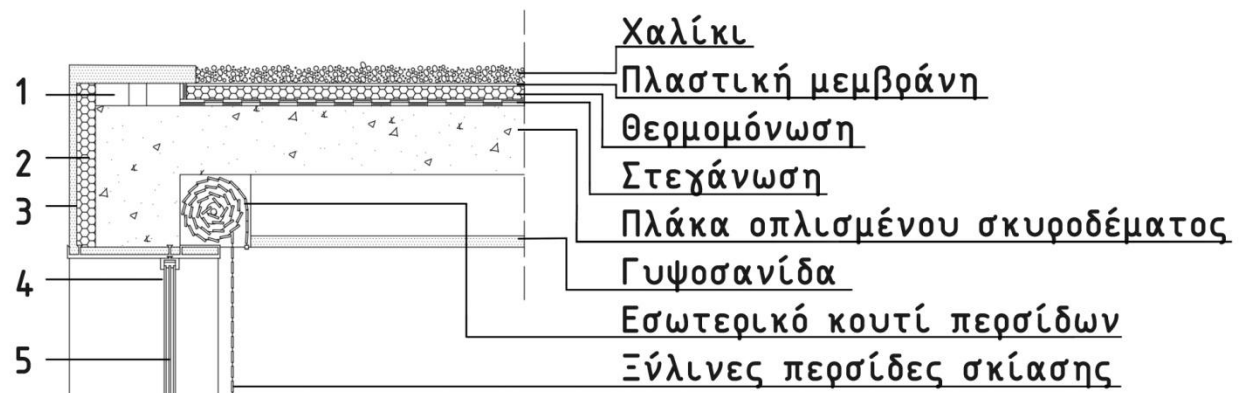 Χαλίκι
1
Πλαστική μεμβράνη
Θερμομόνωση
2
Στεγάνωση
3
Πλάκα οπλισμένου σκυροδέματος
4
Γυψοσανίδα
Εσωτερικό κουτί περσίδων
5
Ξύλινες περσίδες σκίασης